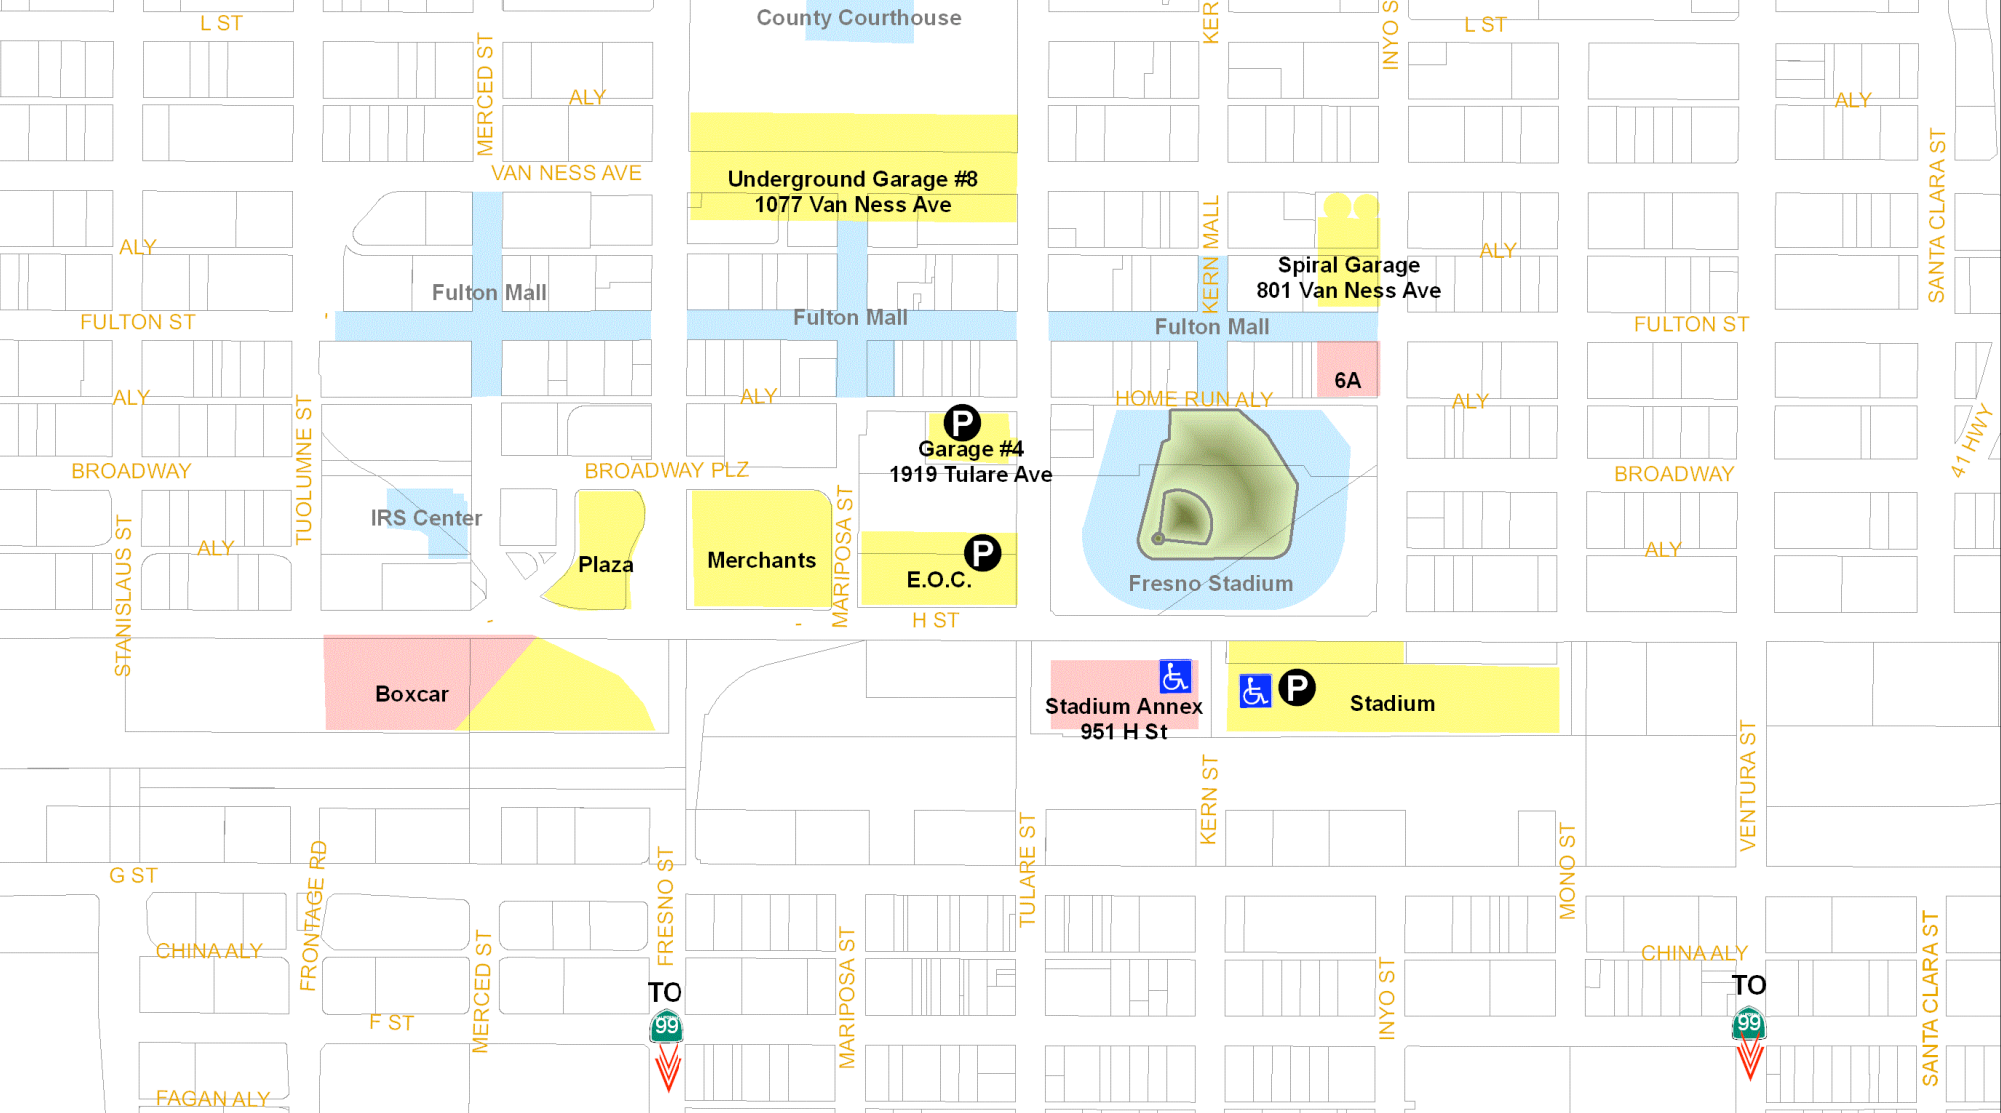 L ST
County Courthouse
KER
INYO S
L ST
MERCED ST
ALY
ALY
VAN NESS AVE
Underground Garage #8
1077 Van Ness Ave
SANTA CLARA ST
ALY
KERN MALL
ALY
Spiral Garage
801 Van Ness Ave
Fulton Mall
FULTON ST
Fulton Mall
Fulton Mall
FULTON ST
6A
ALY
ALY
HOME RUN ALY
ALY
TUOLUMNE ST
P
Garage #4
1919 Tulare Ave
41 HWY
BROADWAY
BROADWAY PLZ
BROADWAY
IRS Center
STANISLAUS ST
ALY
Plaza
Merchants
MARIPOSA ST
P
E.O.C.
Fresno Stadium
ALY
H ST
Boxcar
Stadium Annex
951 H St
P
Stadium
VENTURA ST
KERN ST
TULARE ST
MONO ST
G ST
FRONTAGE RD
FRESNO ST
CHINA ALY
MERCED ST
MARIPOSA ST
INYO ST
CHINA ALY
SANTA CLARA ST
TO
99
TO
99
F ST
FAGAN ALY